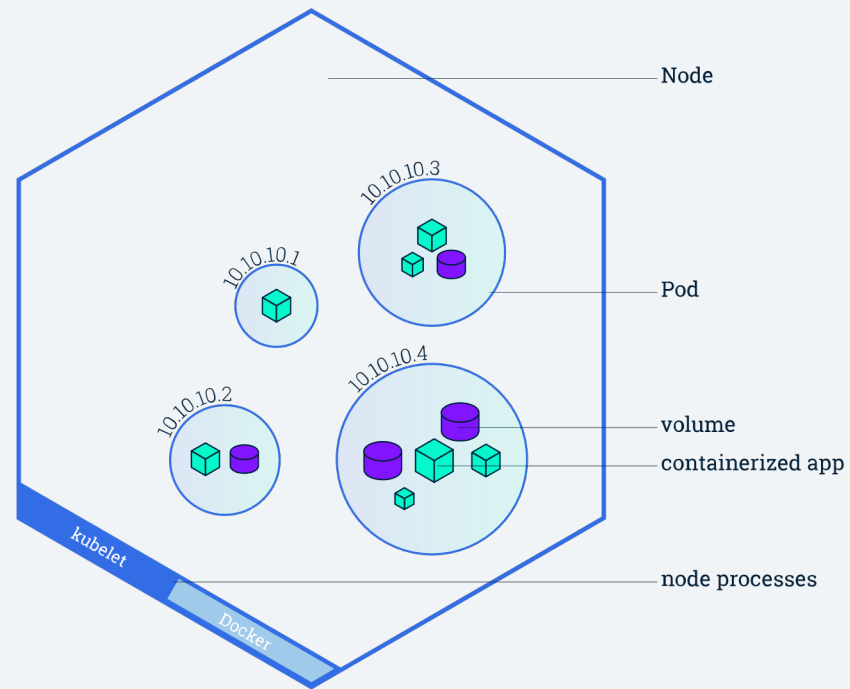 Node
10.10.10.3
10.10.10.1
Pod
10.10.10.4
10.10.10.2
volume
containerized app
kubelet
node processes
Docker